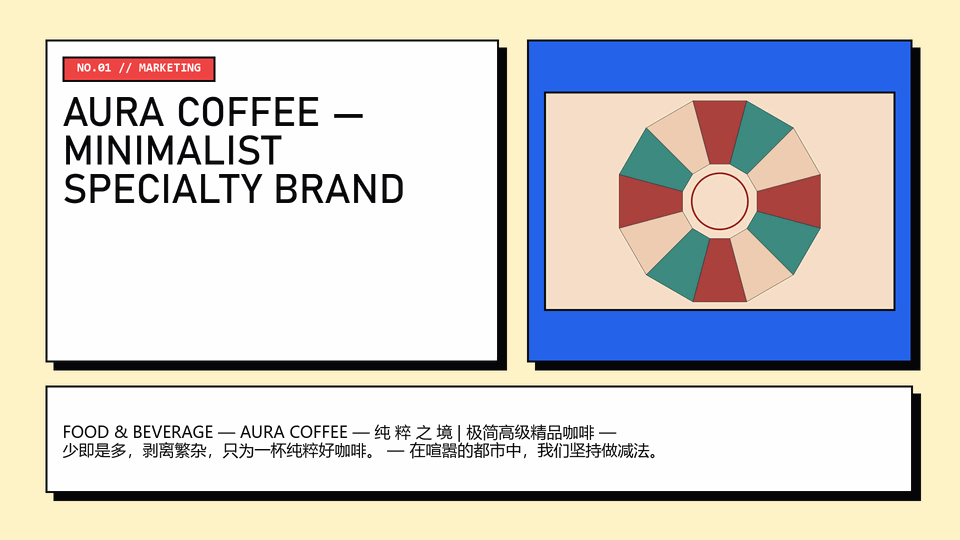 NO.01 // MARKETING
AURA COFFEE —
MINIMALIST
SPECIALTY BRAND
FOOD & BEVERAGE — AURA COFFEE — 纯 粹 之 境 | 极简高级精品咖啡 —
少即是多，剥离繁杂，只为一杯纯粹好咖啡。 — 在喧嚣的都市中，我们坚持做减法。